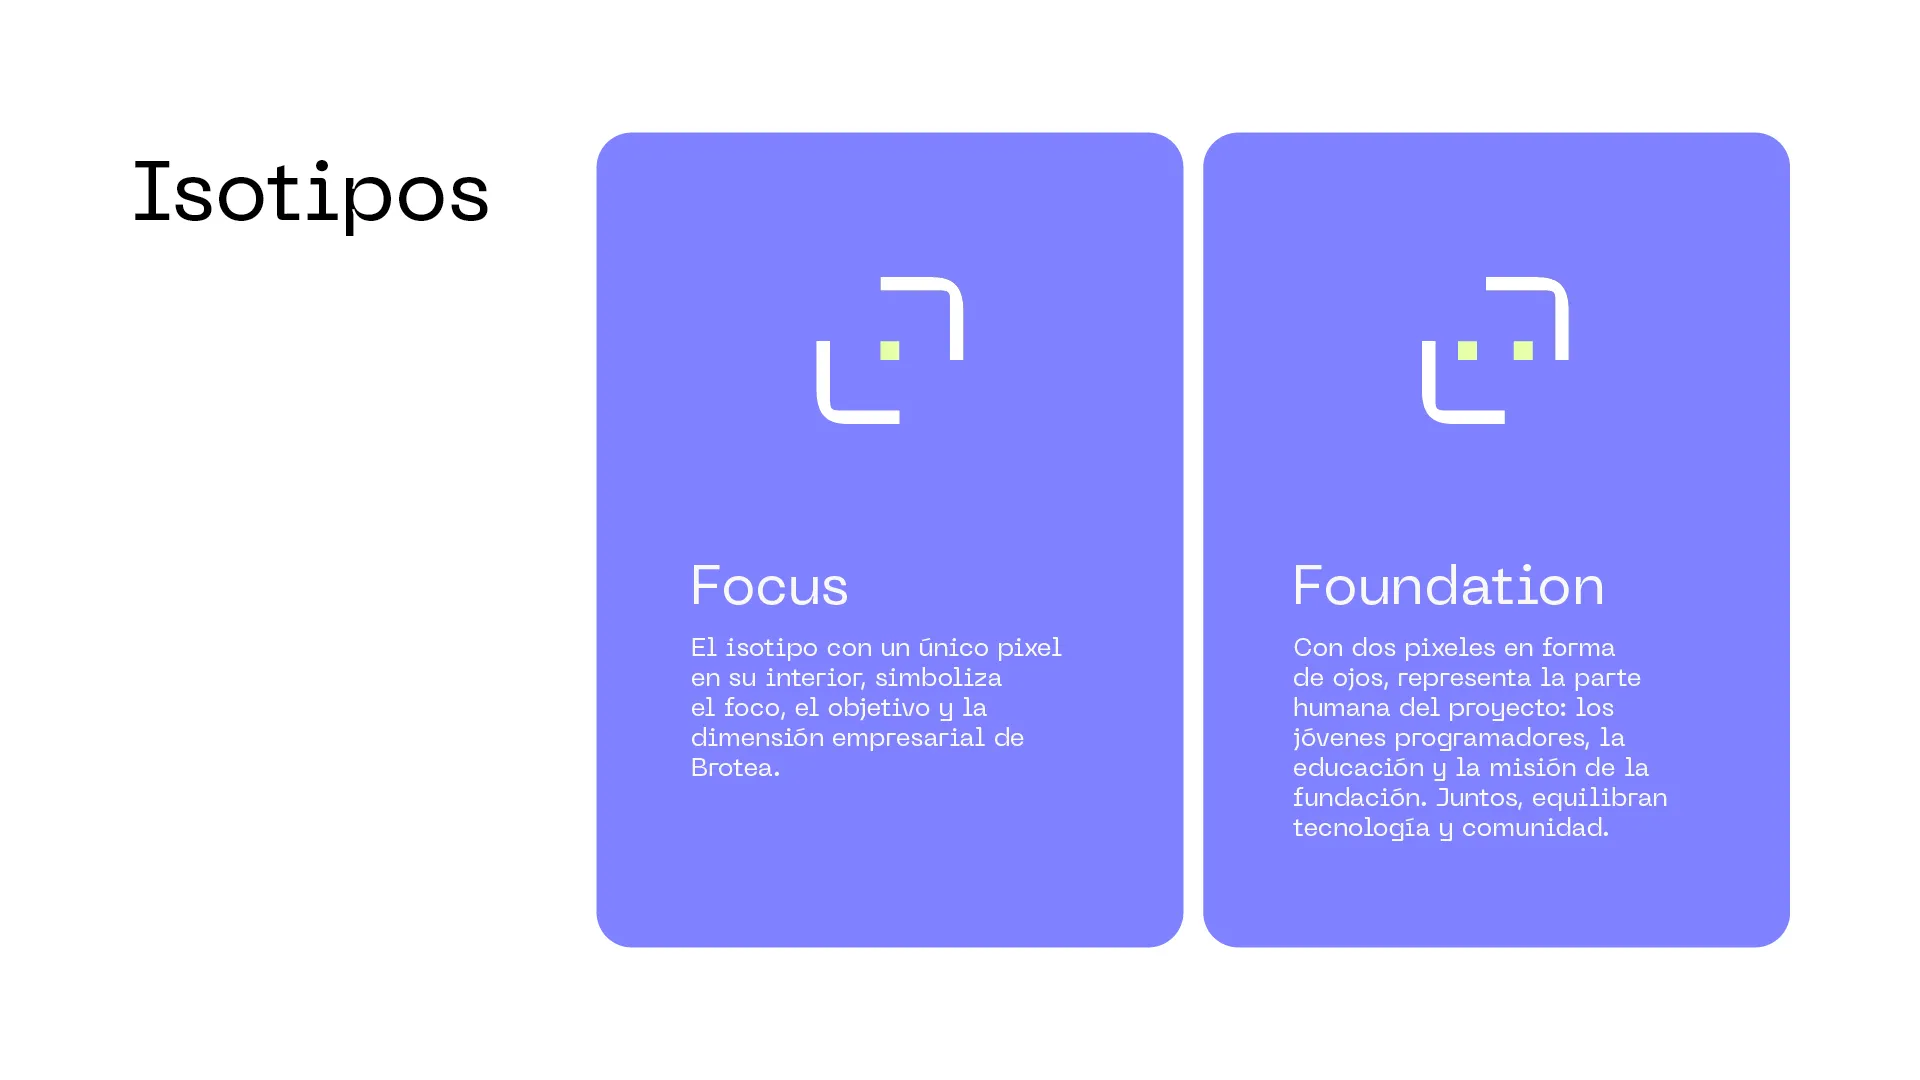 Isotipos
Focus
El isotipo con un único pixel
en su interior, simboliza
el foco, el objetivo y la
dimensión empresarial de
Brotea.
Foundation
Con dos pixeles en forma
de ojos, representa la parte
humana del proyecto: los
jóvenes programadores, la
educación y la misión de la
fundación. Juntos, equilibran
tecnología y comunidad.